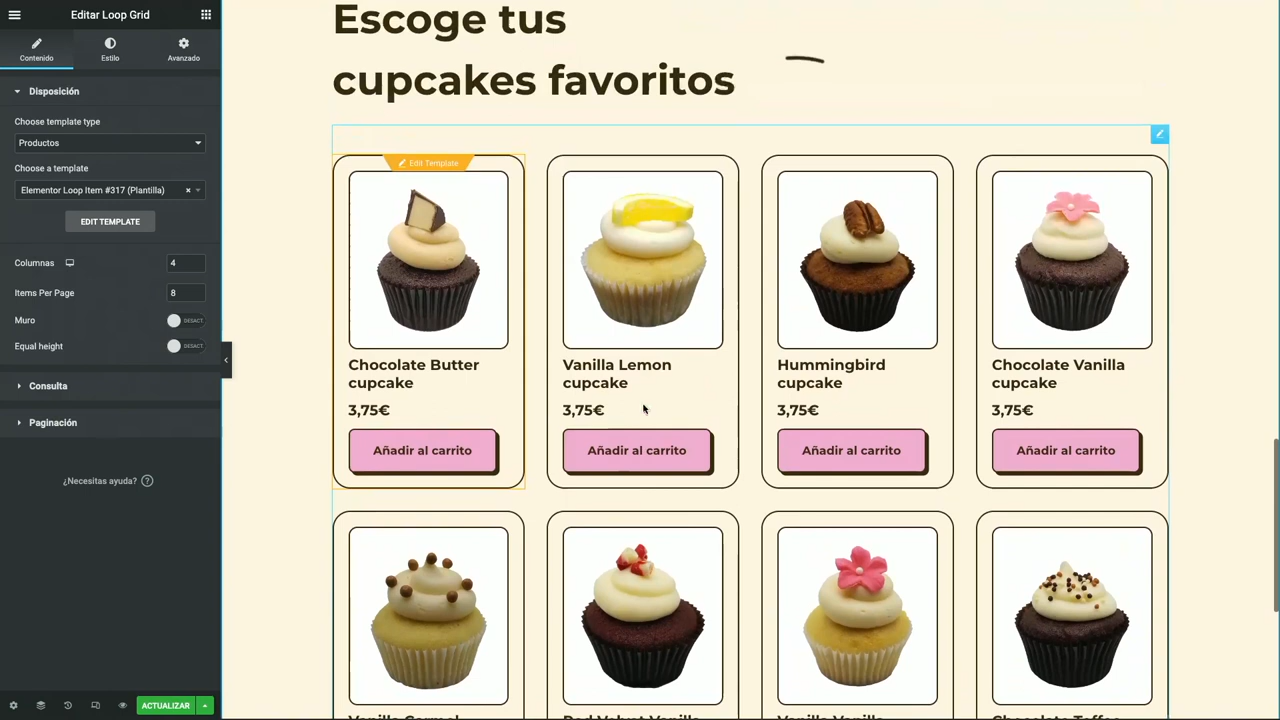 Editar Loop Grid
Contenido
Estilo
Avanzado
Disposición
Choose template type
Productos
Choose a template
Elementor Loop Item #317 (Plantilla)
EDIT TEMPLATE
Columnas
4
Items Per Page
8
Muro
DESACT
Equal height
DESACT
Consulta
Paginación
¿Necesitas ayuda?
ACTUALIZAR
Escoge tus
cupcakes favoritos
Edit Template
Chocolate Butter
cupcake
3,75€
Añadir al carrito
Vanilla Lemon
cupcake
3,75€
Añadir al carrito
Hummingbird
cupcake
3,75€
Añadir al carrito
Chocolate Vanilla
cupcake
3,75€
Añadir al carrito